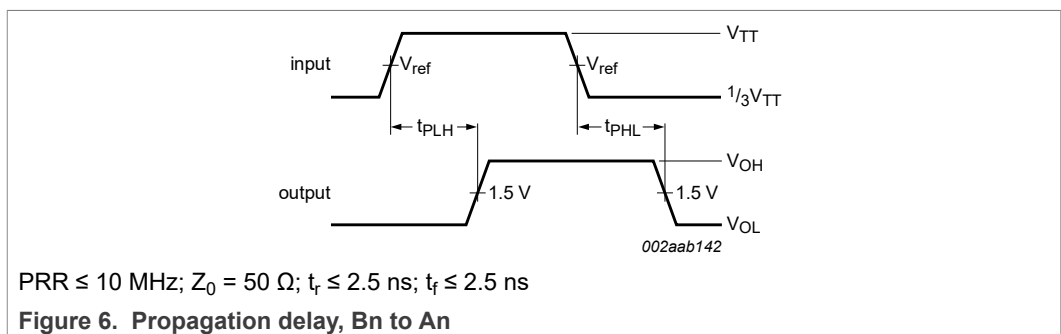 V_TT
input
V_ref
V_ref
1/3V_TT
t_PLH
t_PHL
V_OH
output
1.5 V
1.5 V
V_OL
002aab142
PRR ≤ 10 MHz; Z_0 = 50 Ω; t_r ≤ 2.5 ns; t_f ≤ 2.5 ns
Figure 6. Propagation delay, Bn to An